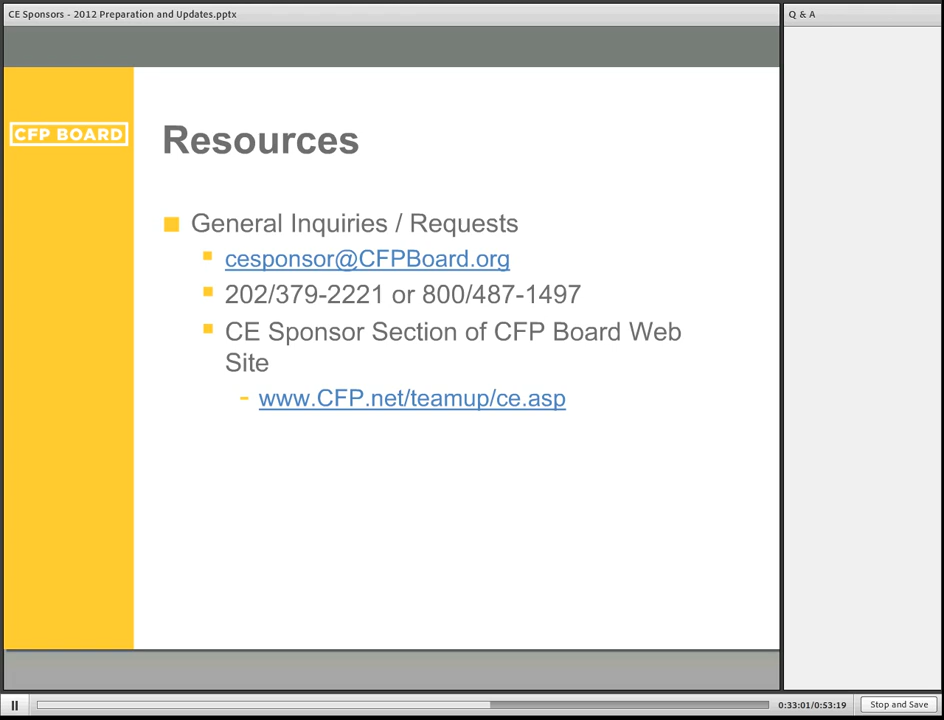 CE Sponsors - 2012 Preparation and Updates.pptx
Q & A
CFP BOARD
Resources
General Inquiries / Requests
cesponsor@CFPBoard.org
202/379-2221 or 800/487-1497
CE Sponsor Section of CFP Board Web
Site
- www.CFP.net/teamup/ce.asp
0:33:01/0:53:19
Stop and Save